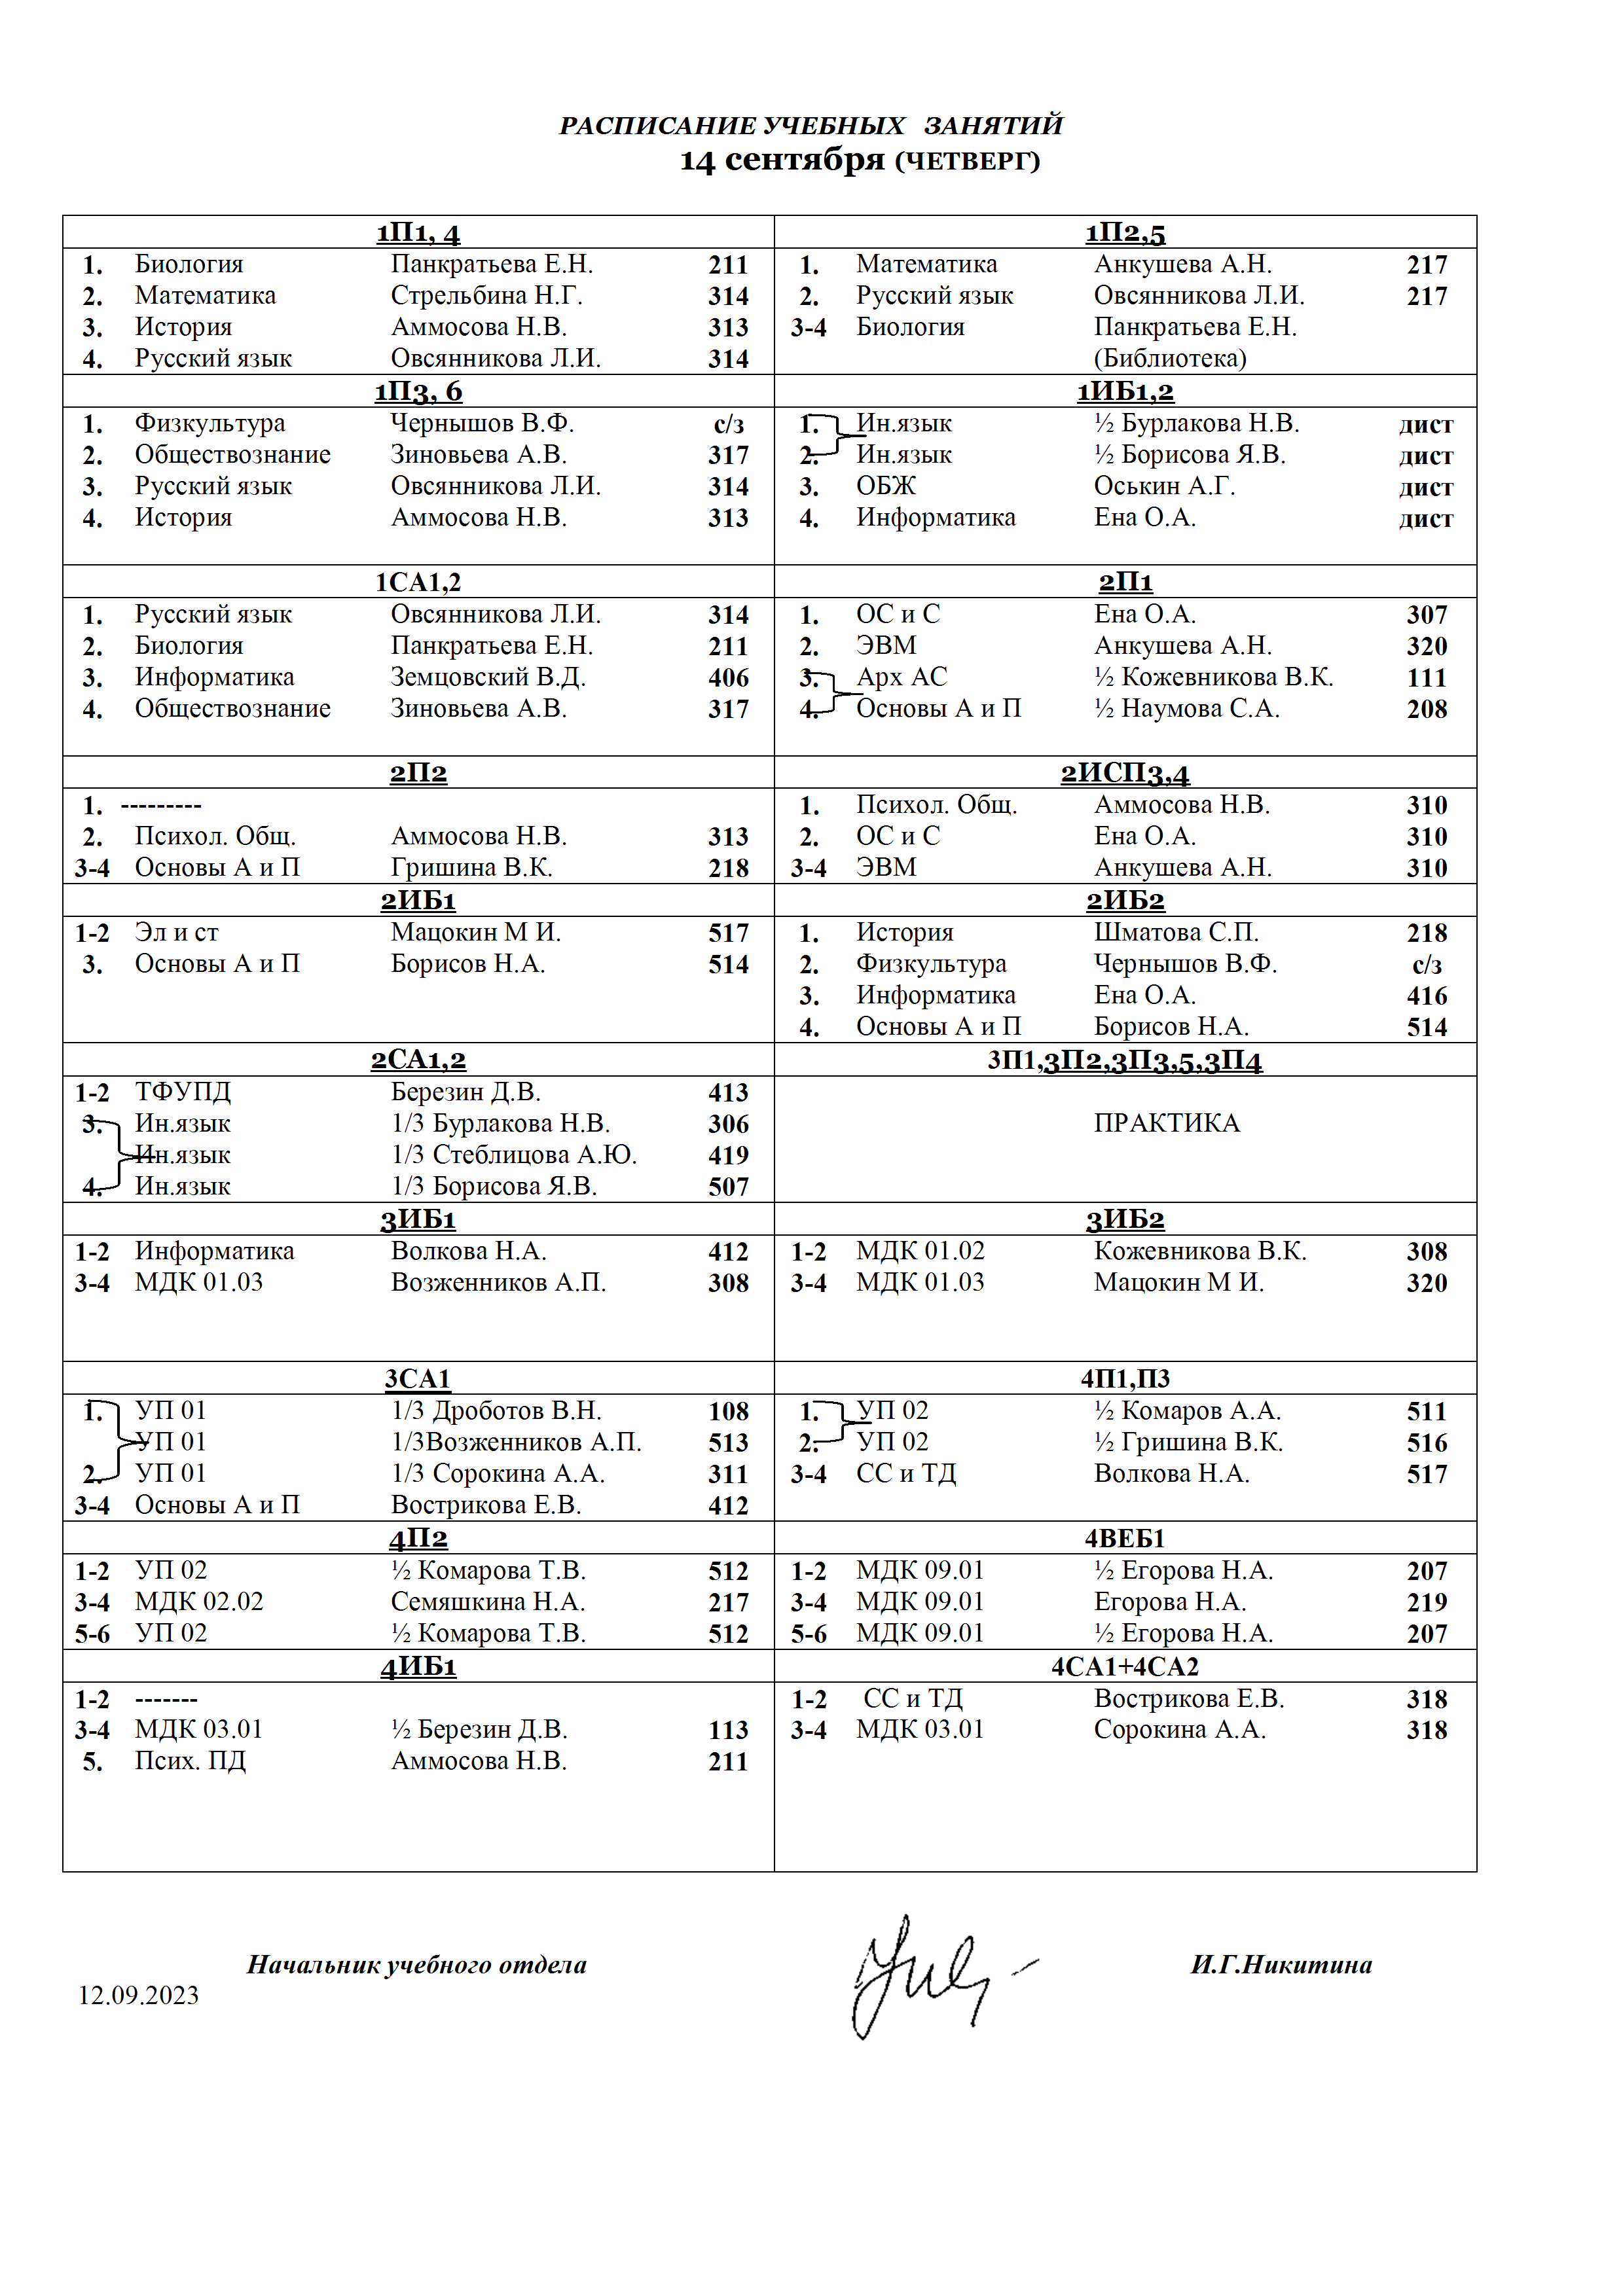 РАСПИСАНИЕ УЧЕБНЫХ ЗАНЯТИЙ
14 сентября (ЧЕТВЕРГ)
1П1, 4
1. Биология Панкратьева Е.Н. 211
2. Математика Стрельбина Н.Г. 314
3. История Аммосова Н.В. 313
4. Русский язык Овсянникова Л.И. 314
1П2,5
1. Математика Анкушева А.Н. 217
2. Русский язык Овсянникова Л.И. 217
3-4 Биология Панкратьева Е.Н.
(Библиотека)
1П3, 6
1. Физкультура Чернышов В.Ф. с/з
2. Обществознание Зиновьева А.В. 317
3. Русский язык Овсянникова Л.И. 314
4. История Аммосова Н.В. 313
1ИБ1,2
1. Ин.язык ½ Бурлакова Н.В. дист
2. Ин.язык ½ Борисова Я.В. дист
3. ОБЖ Оськин А.Г. дист
4. Информатика Ена О.А. дист
1СА1,2
1. Русский язык Овсянникова Л.И. 314
2. Биология Панкратьева Е.Н. 211
3. Информатика Земцовский В.Д. 406
4. Обществознание Зиновьева А.В. 317
2П1
1. ОС и С Ена О.А. 307
2. ЭВМ Анкушева А.Н. 320
3. Арх АС ½ Кожевникова В.К. 111
4. Основы А и П ½ Наумова С.А. 208
2П2
1. ---------
2. Психол. Общ. Аммосова Н.В. 313
3-4 Основы А и П Гришина В.К. 218
2ИСП3,4
1. Психол. Общ. Аммосова Н.В. 310
2. ОС и С Ена О.А. 310
3-4 ЭВМ Анкушева А.Н. 310
2ИБ1
1-2 Эл и ст Мацокин М И. 517
3. Основы А и П Борисов Н.А. 514
2ИБ2
1. История Шматова С.П. 218
2. Физкультура Чернышов В.Ф. с/з
3. Информатика Ена О.А. 416
4. Основы А и П Борисов Н.А. 514
2СА1,2
1-2 ТФУПД Березин Д.В. 413
3. Ин.язык 1/3 Бурлакова Н.В. 306
Ин.язык 1/3 Стеблицова А.Ю. 419
4. Ин.язык 1/3 Борисова Я.В. 507
3П1,3П2,3П3,5,3П4
ПРАКТИКА
3ИБ1
1-2 Информатика Волкова Н.А. 412
3-4 МДК 01.03 Возженников А.П. 308
3ИБ2
1-2 МДК 01.02 Кожевникова В.К. 308
3-4 МДК 01.03 Мацокин М И. 320
3СА1
1. УП 01 1/3 Дроботов В.Н. 108
УП 01 1/3Возженников А.П. 513
2. УП 01 1/3 Сорокина А.А. 311
3-4 Основы А и П Вострикова Е.В. 412
4П1,П3
1. УП 02 ½ Комаров А.А. 511
2. УП 02 ½ Гришина В.К. 516
3-4 СС и ТД Волкова Н.А. 517
4П2
1-2 УП 02 ½ Комарова Т.В. 512
3-4 МДК 02.02 Семяшкина Н.А. 217
5-6 УП 02 ½ Комарова Т.В. 512
4ВЕБ1
1-2 МДК 09.01 ½ Егорова Н.А. 207
3-4 МДК 09.01 Егорова Н.А. 219
5-6 МДК 09.01 ½ Егорова Н.А. 207
4ИБ1
1-2 -------
3-4 МДК 03.01 ½ Березин Д.В. 113
5. Псих. ПД Аммосова Н.В. 211
4СА1+4СА2
1-2 СС и ТД Вострикова Е.В. 318
3-4 МДК 03.01 Сорокина А.А. 318
Начальник учебного отдела И.Г.Никитина
12.09.2023